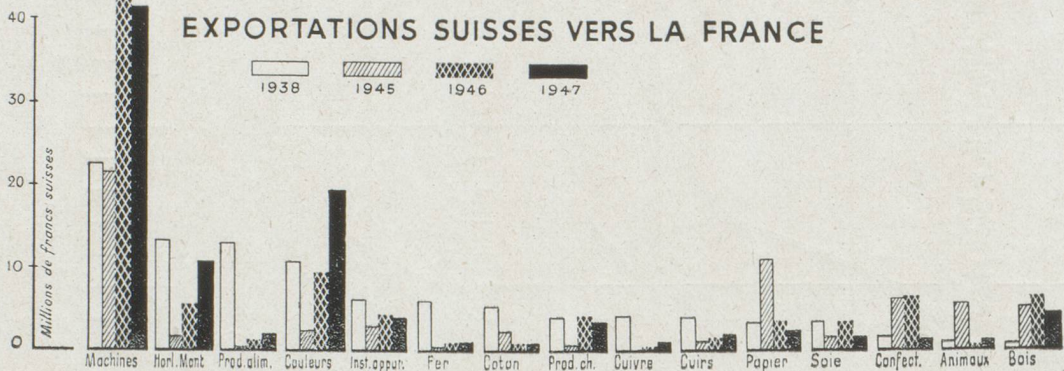 EXPORTATIONS SUISSES VERS LA FRANCE
1938 1945 1946 1947
40
30
20
10
0
Millions de francs suisses
Machines Horl. Mont Prod. alim. Couleurs Inst. appar. Fer Coton Prod. ch. Cuivre Cuirs Papier Soie Confect. Animaux Bois